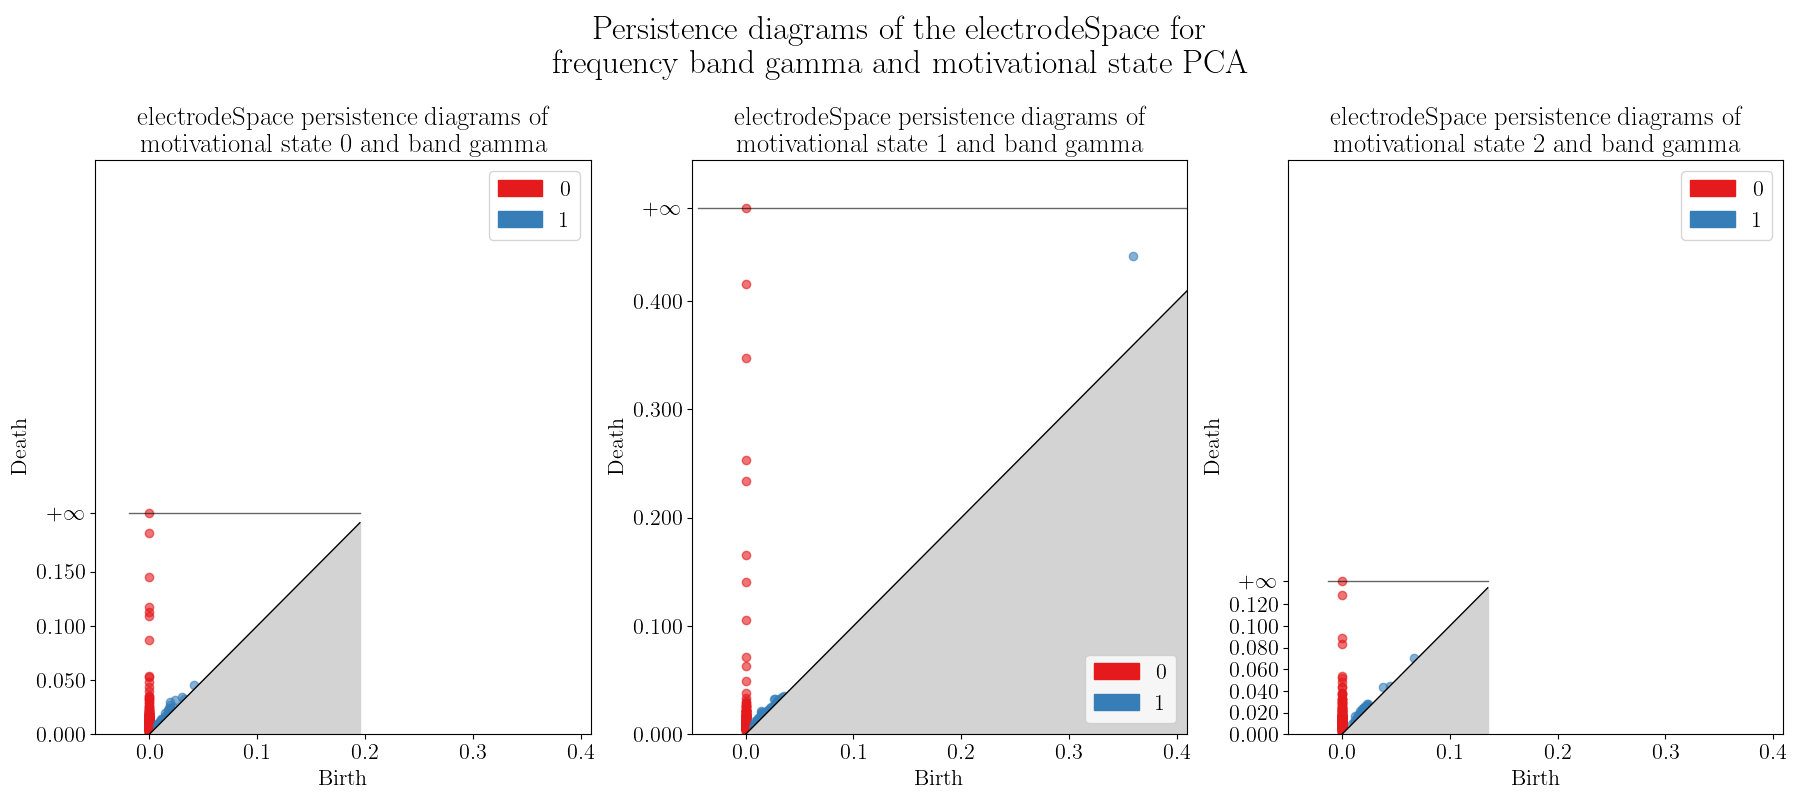 Persistence diagrams of the electrodeSpace for
frequency band gamma and motivational state PCA
electrodeSpace persistence diagrams of
motivational state 0 and band gamma
0
1
Death
+∞
0.150
0.100
0.050
0.000
0.0 0.1 0.2 0.3 0.4
Birth
electrodeSpace persistence diagrams of
motivational state 1 and band gamma
Death
+∞
0.400
0.300
0.200
0.100
0.000
0
1
0.0 0.1 0.2 0.3 0.4
Birth
electrodeSpace persistence diagrams of
motivational state 2 and band gamma
0
1
Death
+∞
0.120
0.100
0.080
0.060
0.040
0.020
0.000
0.0 0.1 0.2 0.3 0.4
Birth